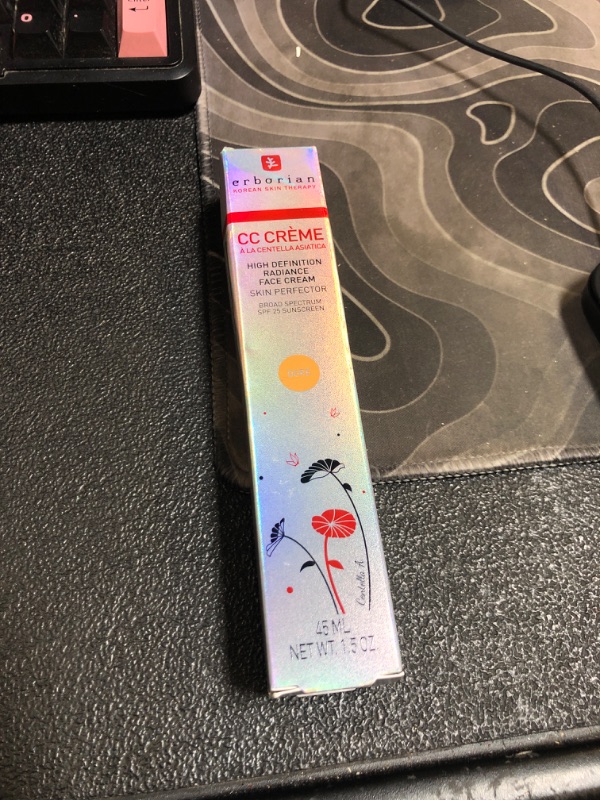 erborian
KOREAN SKIN THERAPY
CC CRÈME
À LA CENTELLA ASIATICA
HIGH DEFINITION
RADIANCE
FACE CREAM
SKIN PERFECTOR
BROAD SPECTRUM
SPF 25 SUNSCREEN
Centella A.
45 ML
NET WT. 1.5 OZ.